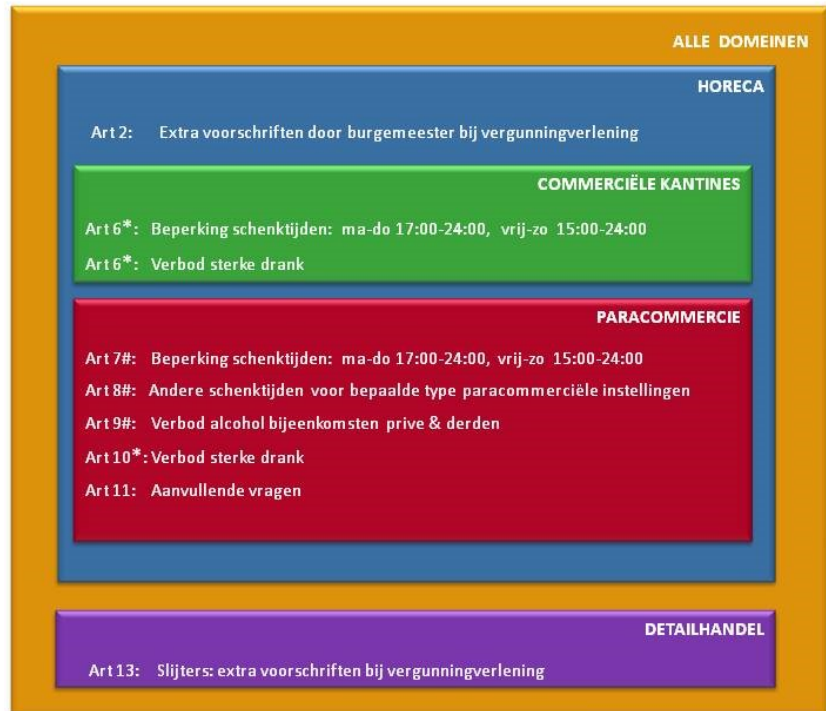 ALLE DOMEINEN
HORECA
Art 2: Extra voorschriften door burgemeester bij vergunningverlening
COMMERCIËLE KANTINES
Art 6*: Beperking schenktijden: ma-do 17:00-24:00, vrij-zo 15:00-24:00
Art 6*: Verbod sterke drank
PARACOMMERCIE
Art 7#: Beperking schenktijden: ma-do 17:00-24:00, vrij-zo 15:00-24:00
Art 8#: Andere schenktijden voor bepaalde type paracommerciële instellingen
Art 9#: Verbod alcohol bijeenkomsten prive & derden
Art 10*: Verbod sterke drank
Art 11: Aanvullende vragen
DETAILHANDEL
Art 13: Slijters: extra voorschriften bij vergunningverlening